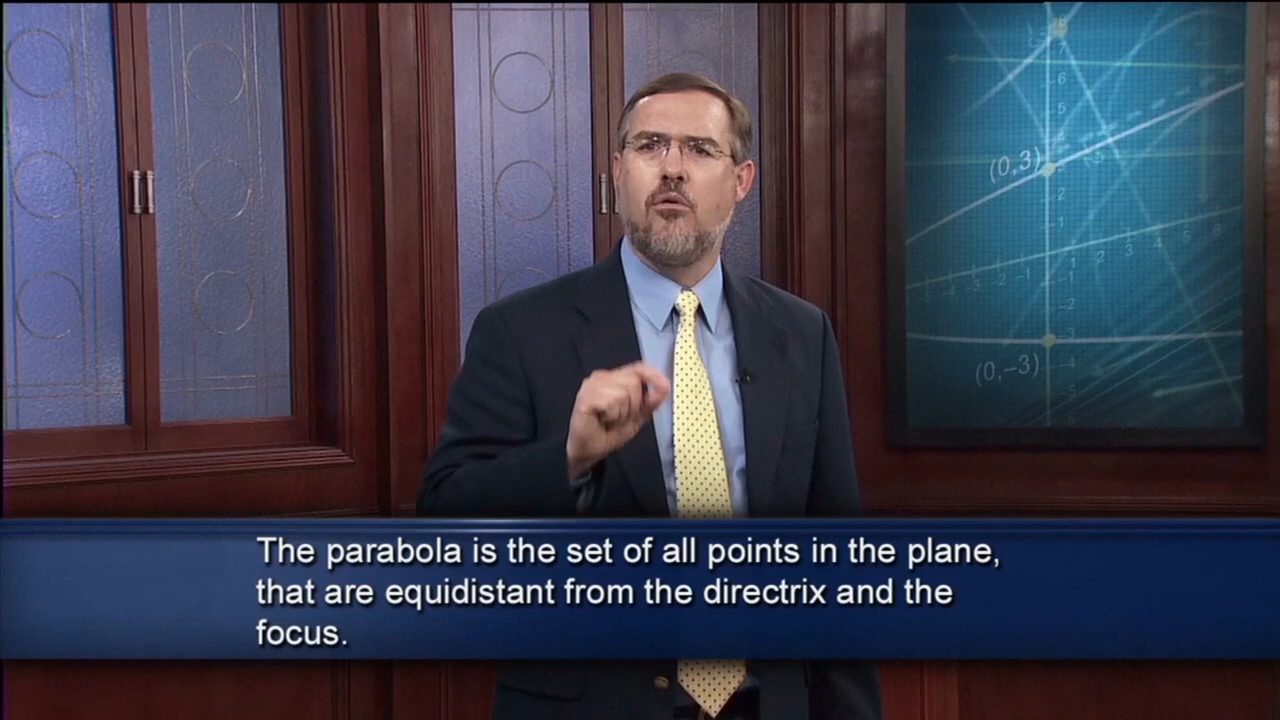 (0,3)
(0,-3)
The parabola is the set of all points in the plane,
that are equidistant from the directrix and the
focus.